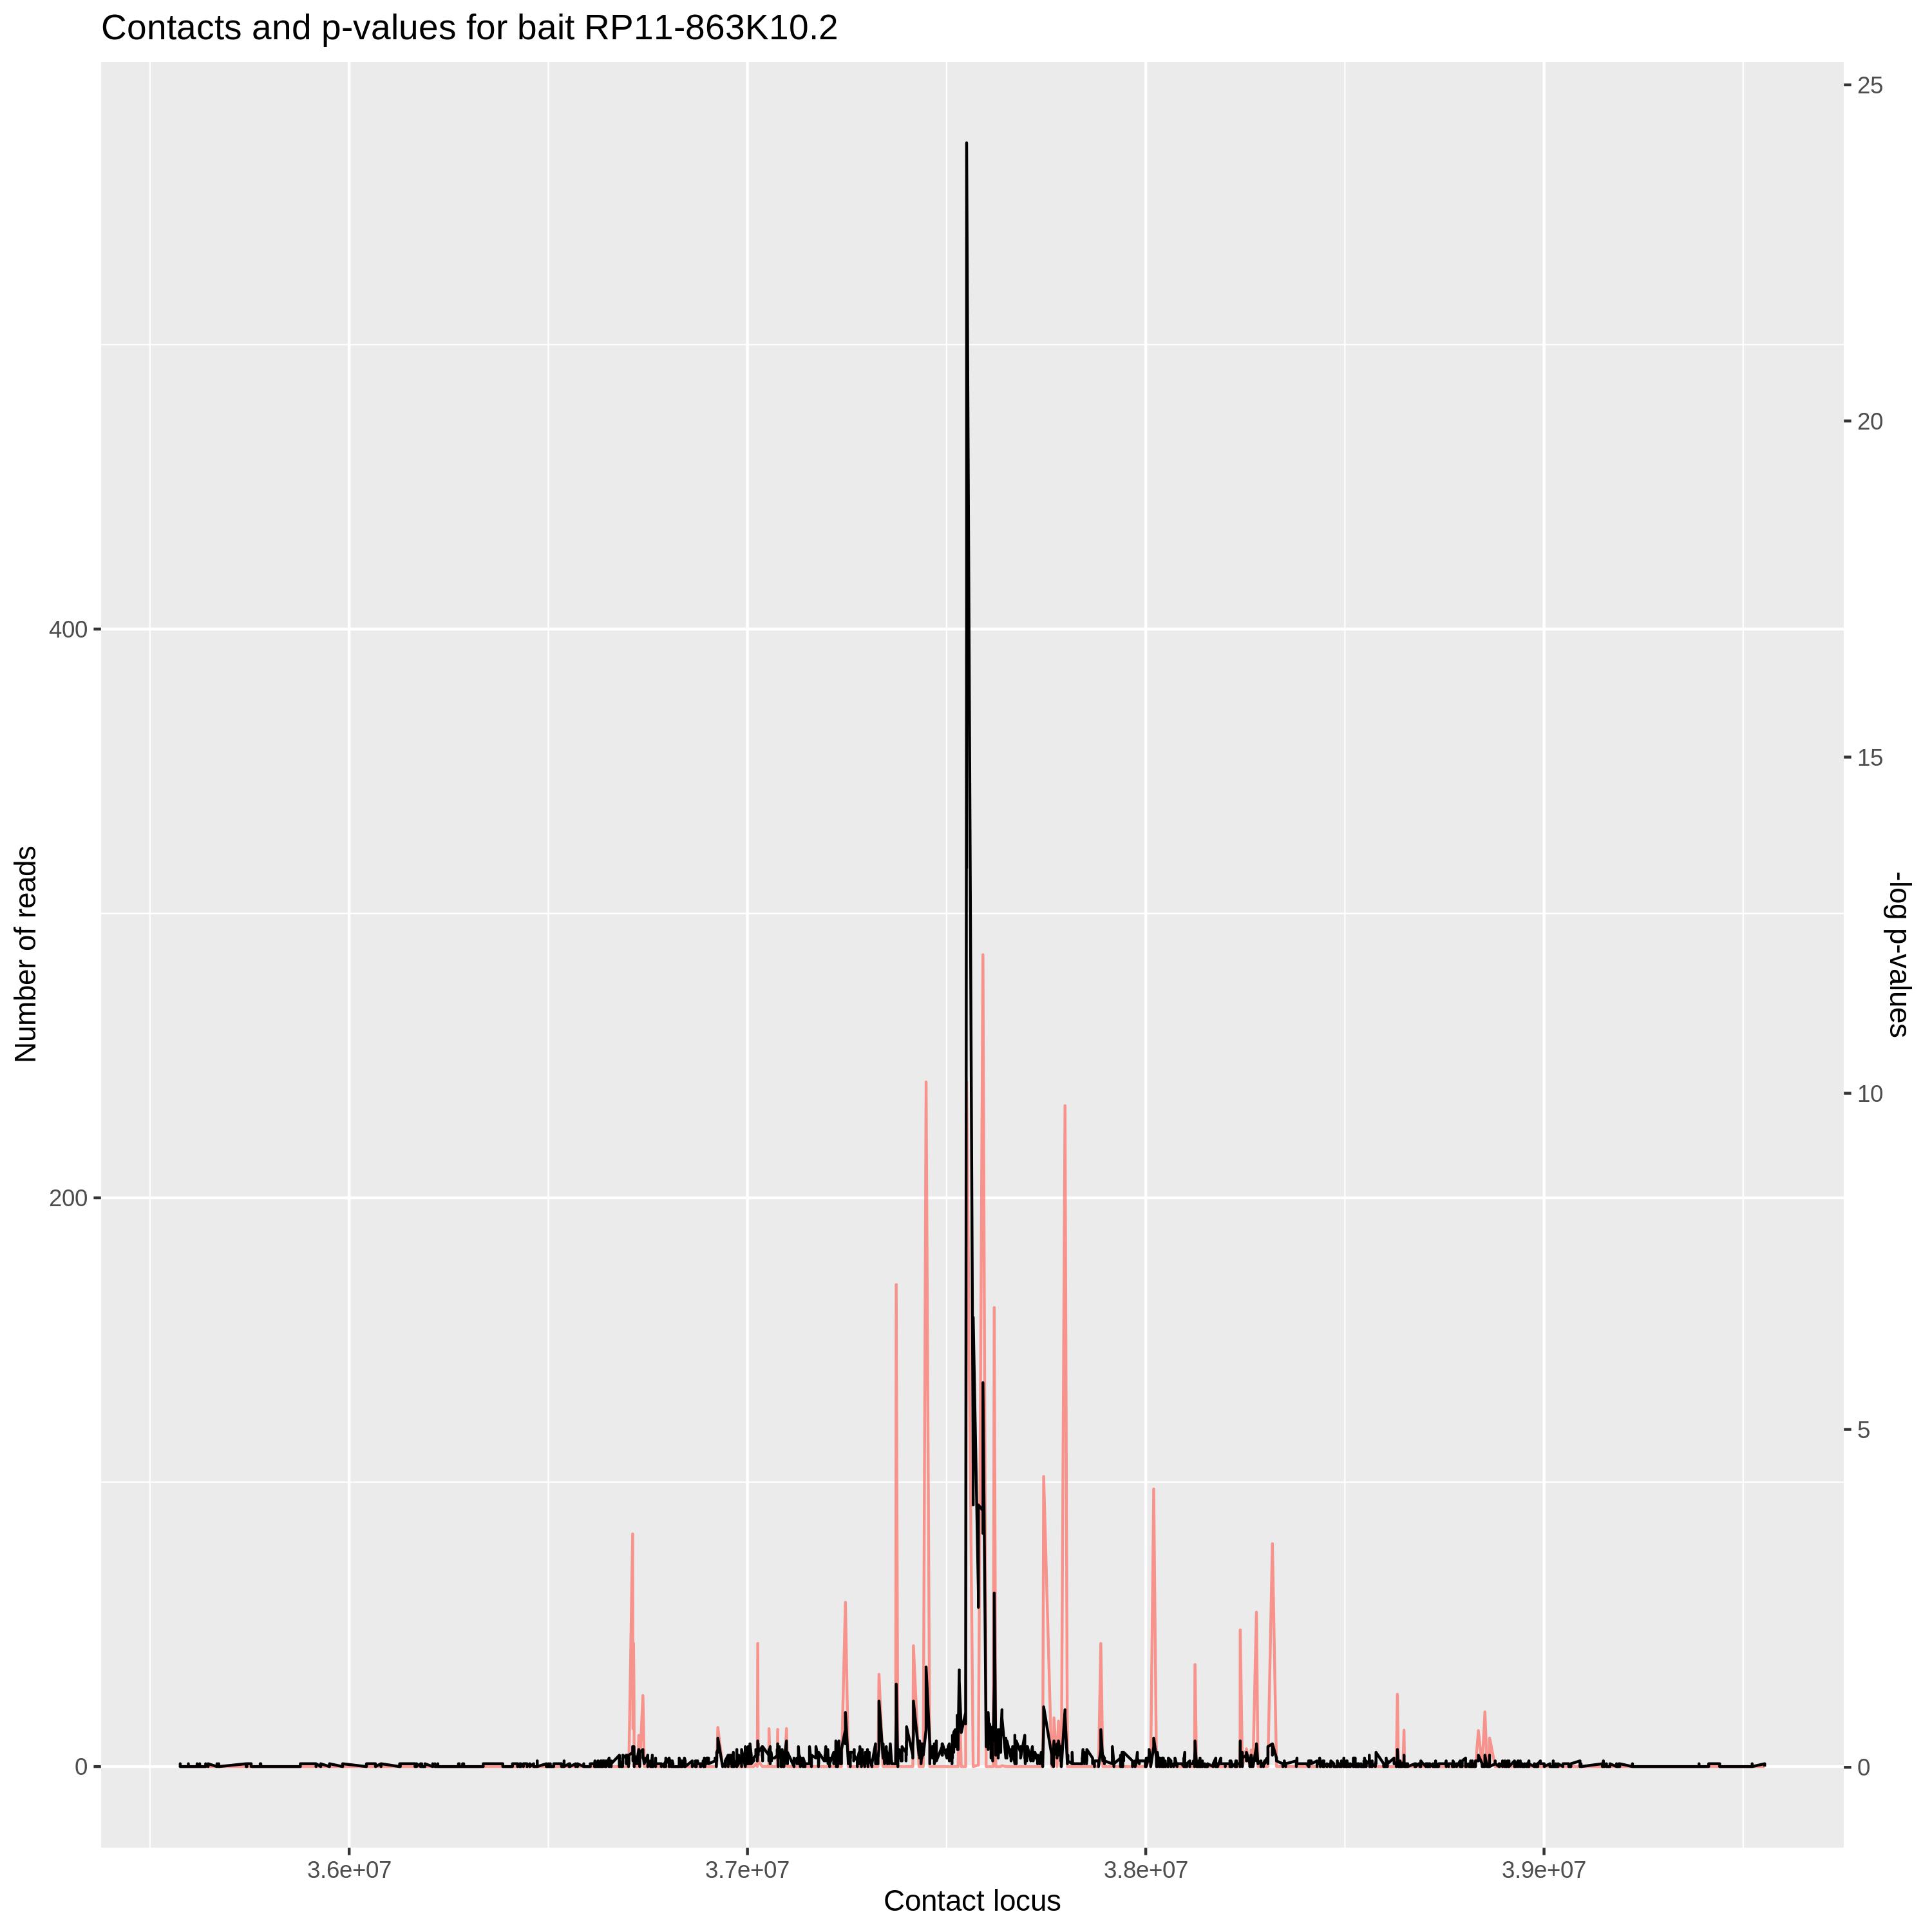 Contacts and p-values for bait RP11-863K10.2
Number of reads
400
200
0
25
20
15
10
5
0
-log p-values
3.6e+07
3.7e+07
3.8e+07
3.9e+07
Contact locus